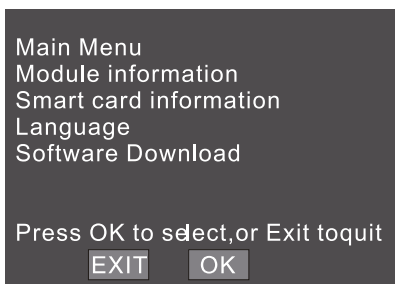 Main Menu
Module information
Smart card information
Language
Software Download
Press OK to select,or Exit toquit
EXIT OK